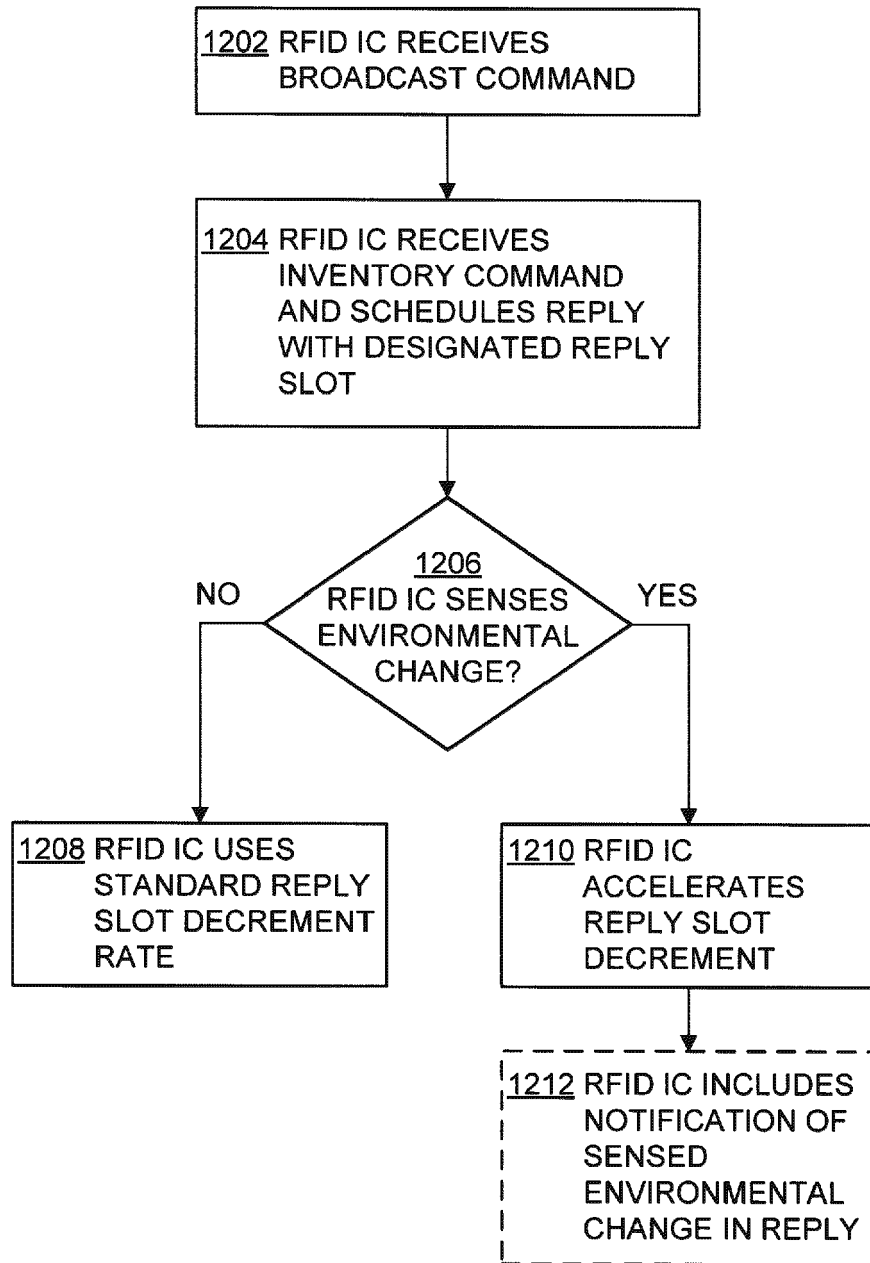 1202 RFID IC RECEIVES
BROADCAST COMMAND
1204 RFID IC RECEIVES
INVENTORY COMMAND
AND SCHEDULES REPLY
WITH DESIGNATED REPLY
SLOT
1206
RFID IC SENSES
ENVIRONMENTAL
CHANGE?
NO
YES
1208 RFID IC USES
STANDARD REPLY
SLOT DECREMENT
RATE
1210 RFID IC
ACCELERATES
REPLY SLOT
DECREMENT
1212 RFID IC INCLUDES
NOTIFICATION OF
SENSED
ENVIRONMENTAL
CHANGE IN REPLY